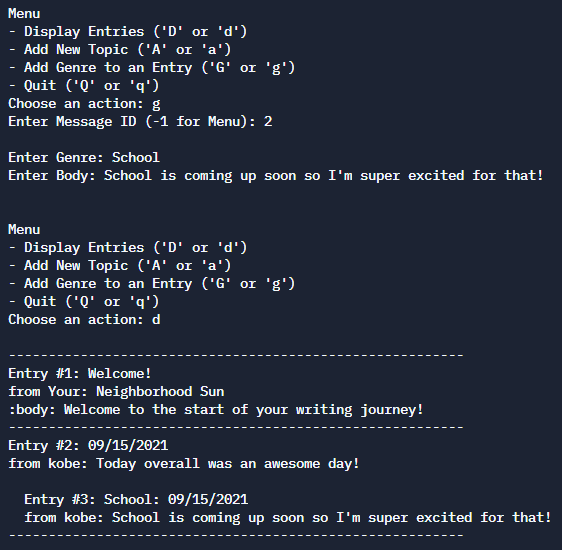 Menu
- Display Entries ('D' or 'd')
- Add New Topic ('A' or 'a')
- Add Genre to an Entry ('G' or 'g')
- Quit ('Q' or 'q')
Choose an action: g
Enter Message ID (-1 for Menu): 2
Enter Genre: School
Enter Body: School is coming up soon so I'm super excited for that!
Menu
- Display Entries ('D' or 'd')
- Add New Topic ('A' or 'a')
- Add Genre to an Entry ('G' or 'g')
- Quit ('Q' or 'q')
Choose an action: d
---------------------------------------------------------
Entry #1: Welcome!
from Your: Neighborhood Sun
:body: Welcome to the start of your writing journey!
---------------------------------------------------------
Entry #2: 09/15/2021
from kobe: Today overall was an awesome day!
Entry #3: School: 09/15/2021
from kobe: School is coming up soon so I'm super excited for that!
---------------------------------------------------------